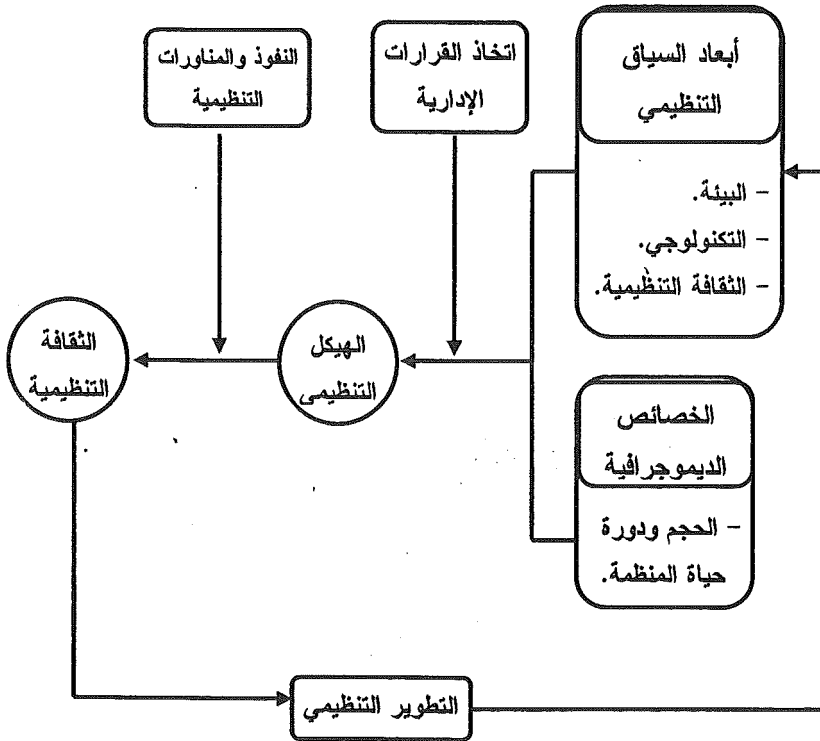 أبعاد السياق
التنظيمي
- البيئة.
- التكنولوجي.
- الثقافة التنظيمية.
اتخاذ القرارات
الإدارية
النفوذ والمناورات
التنظيمية
الهيكل
التنظيمى
الثقافة
التنظيمية
الخصائص
الديموجرافية
- الحجم ودورة
حياة المنظمة.
التطوير التنظيمي